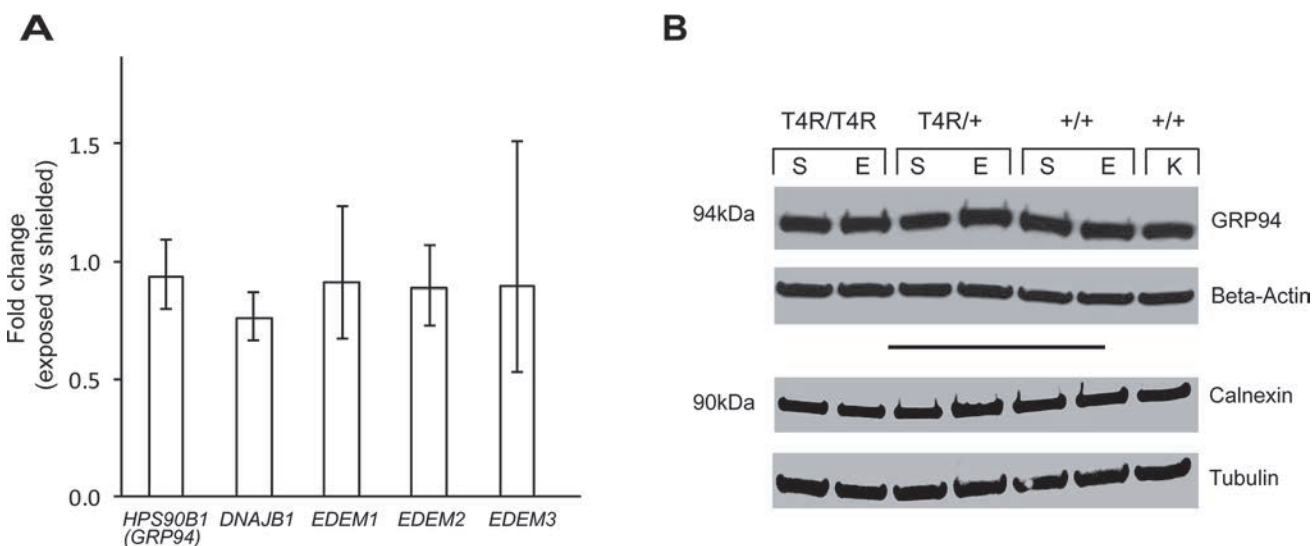 A
Fold change
(exposed vs shielded)
1.5
1.0
0.5
0.0
HPS90B1
(GRP94)
DNAJB1
EDEM1
EDEM2
EDEM3
B
T4R/T4R T4R/+ +/+ +/+
S E S E S E K
94kDa
GRP94
Beta-Actin
90kDa
Calnexin
Tubulin